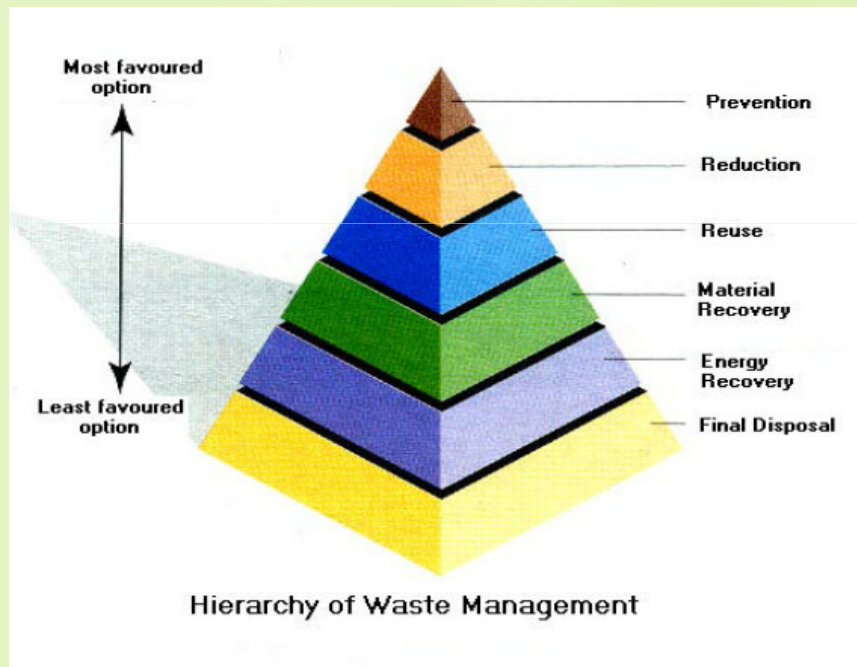 Most favoured
option
Prevention
Reduction
Reuse
Material
Recovery
Energy
Recovery
Least favoured
option
Final Disposal
Hierarchy of Waste Management